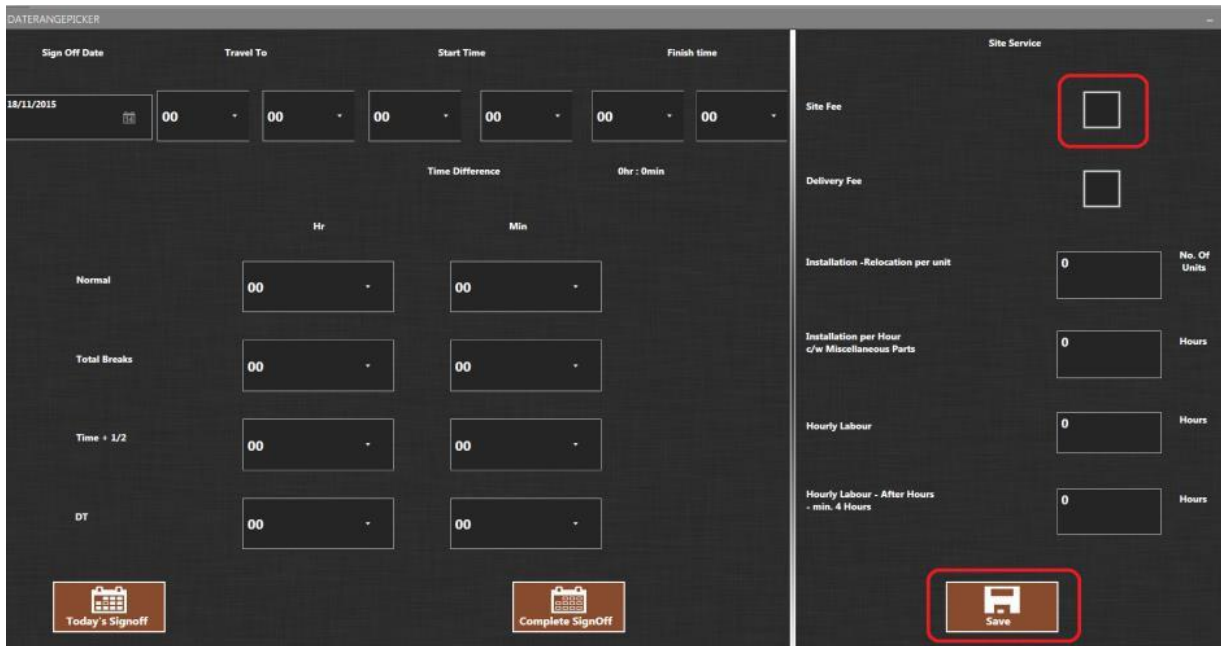 DATERANGEPICKER
Sign Off Date Travel To Start Time Finish time
18/11/2015
00 00 00 00 00 00
Time Difference 0hr : 0min
Hr Min
Normal 00 00
Total Breaks 00 00
Time + 1/2 00 00
DT 00 00
Today's Signoff Complete SignOff
Site Service
Site Fee
Delivery Fee
Installation -Relocation per unit 0 No. Of
Units
Installation per Hour
c/w Miscellaneous Parts 0 Hours
Hourly Labour 0 Hours
Hourly Labour - After Hours
- min. 4 Hours 0 Hours
Save